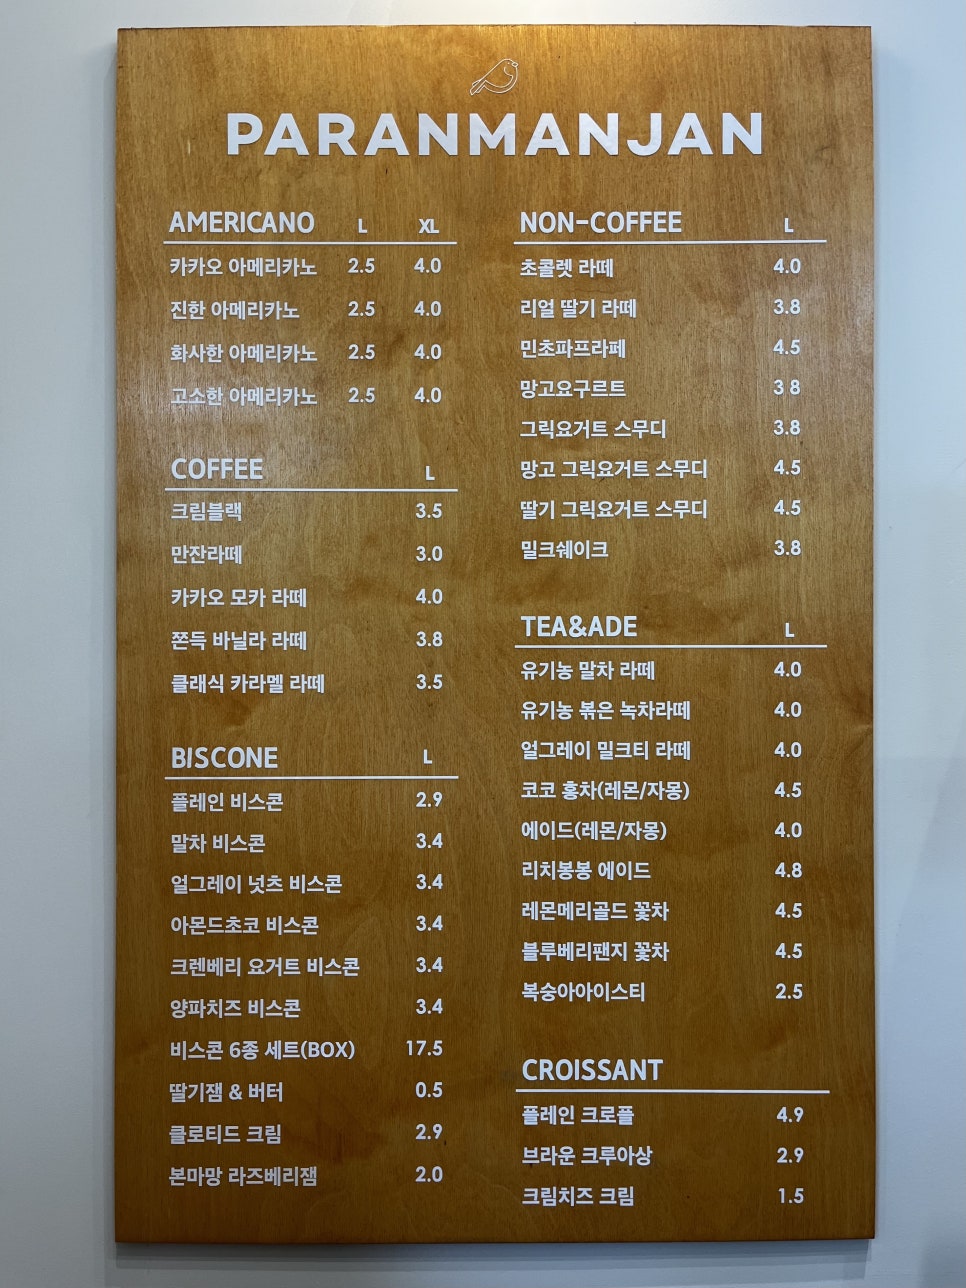 PARANMANJAN
AMERICANO L XL
카카오 아메리카노 2.5 4.0
진한 아메리카노 2.5 4.0
화사한 아메리카노 2.5 4.0
고소한 아메리카노 2.5 4.0
COFFEE L
크림블랙 3.5
만잔라떼 3.0
카카오 모카 라떼 4.0
쫀득 바닐라 라떼 3.8
클래식 카라멜 라떼 3.5
BISCONE L
플레인 비스콘 2.9
말차 비스콘 3.4
얼그레이 넛츠 비스콘 3.4
아몬드초코 비스콘 3.4
크렌베리 요거트 비스콘 3.4
양파치즈 비스콘 3.4
비스콘 6종 세트(BOX) 17.5
딸기잼 & 버터 0.5
클로티드 크림 2.9
본마망 라즈베리잼 2.0
NON-COFFEE L
초콜렛 라떼 4.0
리얼 딸기 라떼 3.8
민초파프라페 4.5
망고요구르트 3 8
그릭요거트 스무디 3.8
망고 그릭요거트 스무디 4.5
딸기 그릭요거트 스무디 4.5
밀크쉐이크 3.8
TEA&ADE L
유기농 말차 라떼 4.0
유기농 볶은 녹차라떼 4.0
얼그레이 밀크티 라떼 4.0
코코 홍차(레몬/자몽) 4.5
에이드(레몬/자몽) 4.0
리치봉봉 에이드 4.8
레몬메리골드 꽃차 4.5
블루베리팬지 꽃차 4.5
복숭아아이스티 2.5
CROISSANT
플레인 크로플 4.9
브라운 크루아상 2.9
크림치즈 크림 1.5